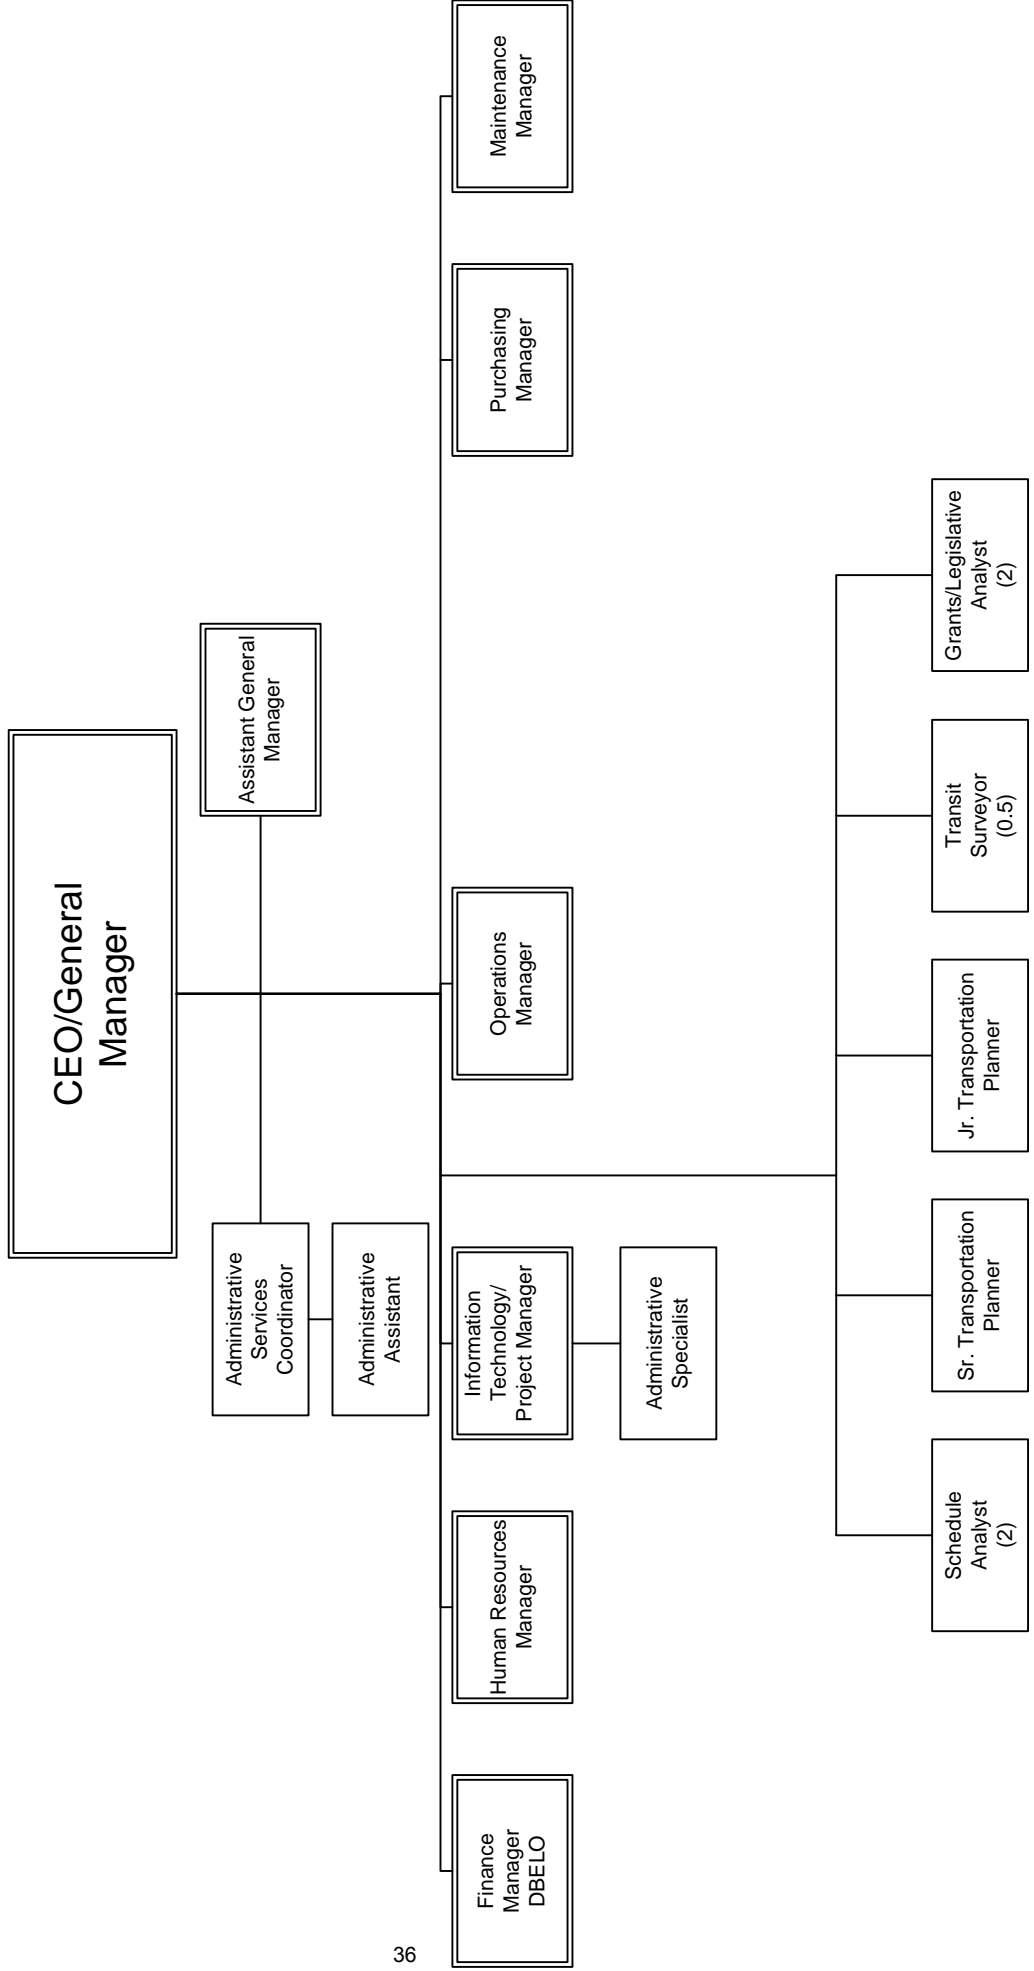 CEO/General
Manager
Assistant General
Manager
Administrative
Services
Coordinator
Administrative
Assistant
Finance
Manager
DBELO
Human Resources
Manager
Information
Technology/
Project Manager
Operations
Manager
Purchasing
Manager
Maintenance
Manager
Administrative
Specialist
Schedule
Analyst
(2)
Sr. Transportation
Planner
Jr. Transportation
Planner
Transit
Surveyor
(0.5)
Grants/Legislative
Analyst
(2)
36